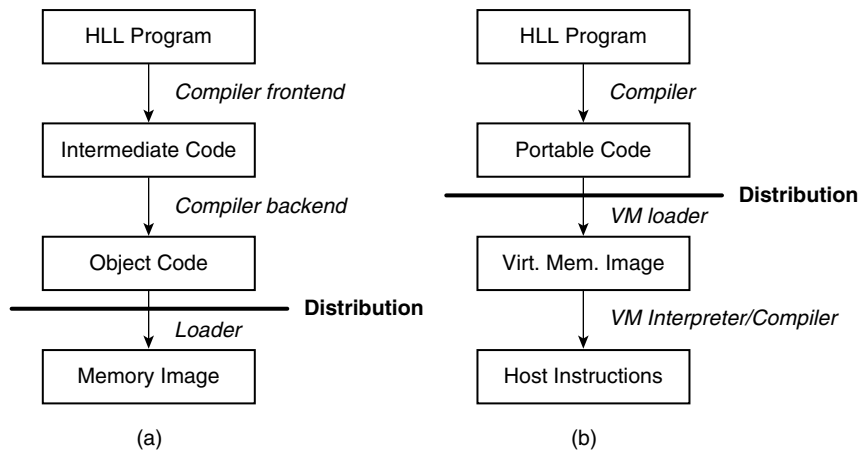 HLL Program
Compiler frontend
Intermediate Code
Compiler backend
Object Code
Distribution
Loader
Memory Image
(a)
HLL Program
Compiler
Portable Code
Distribution
VM loader
Virt. Mem. Image
VM Interpreter/Compiler
Host Instructions
(b)